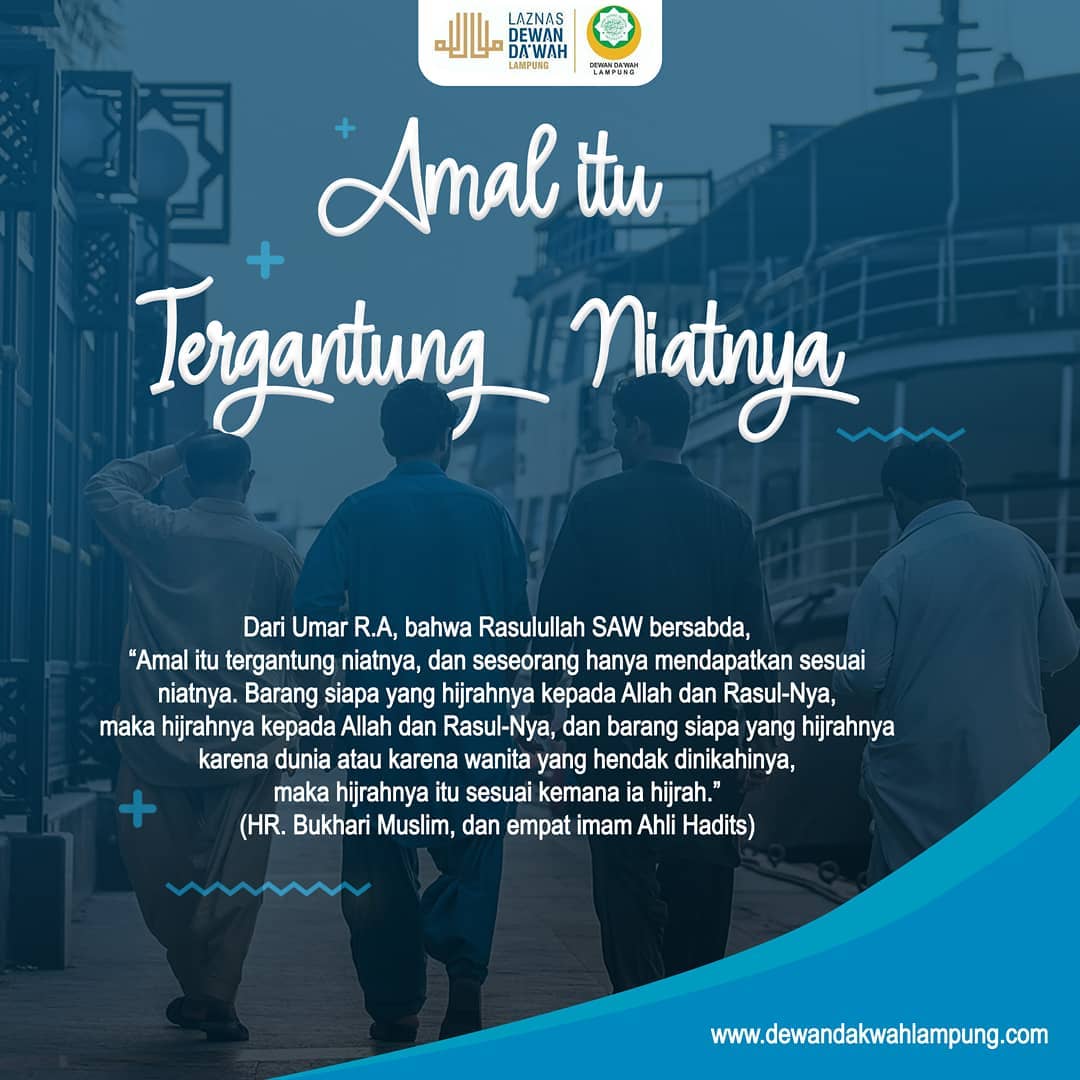 LAZNAS
DEWAN
DA'WAH
LAMPUNG
DEWAN DA'WAH
LAMPUNG
Amal itu
Tergantung Niatnya
Dari Umar R.A, bahwa Rasulullah SAW bersabda,
“Amal itu tergantung niatnya, dan seseorang hanya mendapatkan sesuai
niatnya. Barang siapa yang hijrahnya kepada Allah dan Rasul-Nya,
maka hijrahnya kepada Allah dan Rasul-Nya, dan barang siapa yang hijrahnya
karena dunia atau karena wanita yang hendak dinikahinya,
maka hijrahnya itu sesuai kemana ia hijrah.”
(HR. Bukhari Muslim, dan empat imam Ahli Hadits)
www.dewandakwahlampung.com